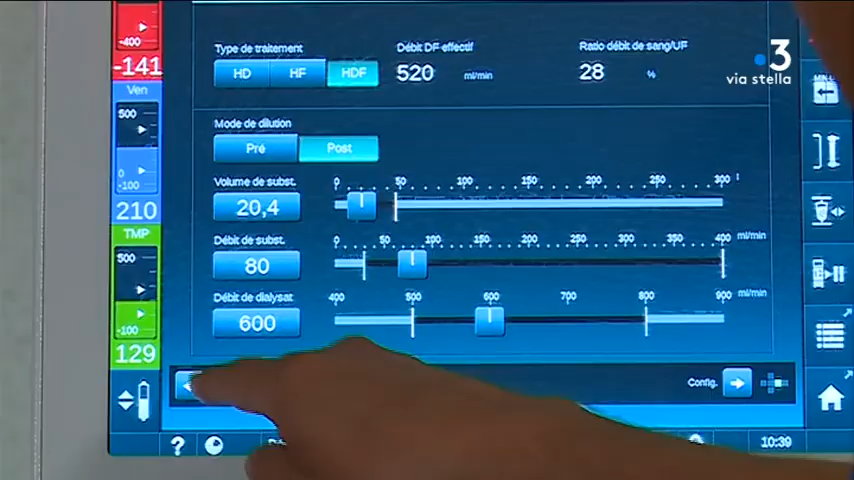 -400
-141
Ven
500
0
-100
210
TMP
500
-100
129
Type de traitement
HD HF HDF
Débit DF effectif
520 ml/min
Ratio débit de sang/UF
28 %
3
via stella
Mode de dilution
Pré Post
Volume de subst.
20,4
0 50 100 150 200 250 300 l
Débit de subst.
80
0 50 100 150 200 250 300 350 400 ml/min
Débit de dialysat
600
400 500 600 700 800 900 ml/min
Config.
?
10:39